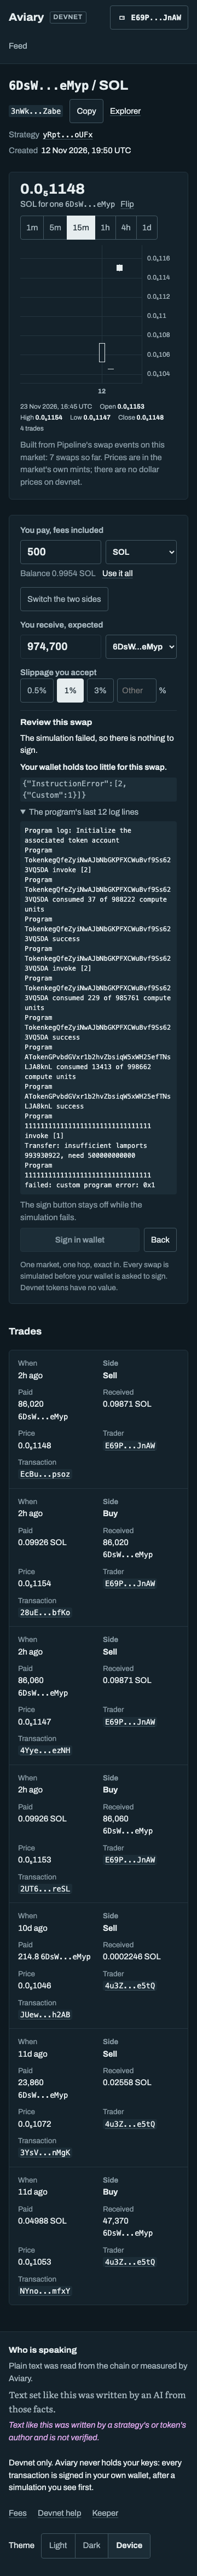 Aviary DEVNET E69P...JnAW
Feed
6DsW...eMyp / SOL
3nWk...Zabe Copy Explorer
Strategy yRpt...oUFx
Created 12 Nov 2026, 19:50 UTC
0.0₅1148
SOL for one 6DsW...eMyp Flip
1m 5m 15m 1h 4h 1d
0.0₅116
0.0₅114
0.0₅112
0.0₅11
0.0₅108
0.0₅106
0.0₅104
12
23 Nov 2026, 16:45 UTC Open 0.0₅1153
High 0.0₅1154 Low 0.0₅1147 Close 0.0₅1148
4 trades
Built from Pipeline's swap events on this
market: 7 swaps so far. Prices are in the
market's own mints; there are no dollar
prices on devnet.
You pay, fees included
500 SOL
Balance 0.9954 SOL Use it all
Switch the two sides
You receive, expected
974,700 6DsW...eMyp
Slippage you accept
0.5% 1% 3% Other %
Review this swap
The simulation failed, so there is nothing to
sign.
Your wallet holds too little for this swap.
{"InstructionError":[2,
{"Custom":1}]}
▼ The program's last 12 log lines
Program log: Initialize the
associated token account
Program
TokenkegQfeZyiNwAJbNbGKPFXCWuBvf9Ss62
3VQ5DA invoke [2]
Program
TokenkegQfeZyiNwAJbNbGKPFXCWuBvf9Ss62
3VQ5DA consumed 37 of 988222 compute
units
Program
TokenkegQfeZyiNwAJbNbGKPFXCWuBvf9Ss62
3VQ5DA success
Program
TokenkegQfeZyiNwAJbNbGKPFXCWuBvf9Ss62
3VQ5DA invoke [2]
Program
TokenkegQfeZyiNwAJbNbGKPFXCWuBvf9Ss62
3VQ5DA consumed 229 of 985761 compute
units
Program
TokenkegQfeZyiNwAJbNbGKPFXCWuBvf9Ss62
3VQ5DA success
Program
ATokenGPvbdGVxr1b2hvZbsiqW5xWH25efTNs
LJA8knL consumed 13413 of 998662
compute units
Program
ATokenGPvbdGVxr1b2hvZbsiqW5xWH25efTNs
LJA8knL success
Program
11111111111111111111111111111111
invoke [1]
Transfer: insufficient lamports
993930922, need 500000000000
Program
11111111111111111111111111111111
failed: custom program error: 0x1
The sign button stays off while the
simulation fails.
Sign in wallet Back
One market, one hop, exact in. Every swap is
simulated before your wallet is asked to sign.
Devnet tokens have no value.
Trades
When Side
2h ago Sell
Paid Received
86,020 0.09871 SOL
6DsW...eMyp
Price Trader
0.0₅1148 E69P...JnAW
Transaction
EcBu...psoz
When Side
2h ago Buy
Paid Received
0.09926 SOL 86,020
6DsW...eMyp
Price Trader
0.0₅1154 E69P...JnAW
Transaction
28uE...bfKo
When Side
2h ago Sell
Paid Received
86,060 0.09871 SOL
6DsW...eMyp
Price Trader
0.0₅1147 E69P...JnAW
Transaction
4Yye...ezNH
When Side
2h ago Buy
Paid Received
0.09926 SOL 86,060
6DsW...eMyp
Price Trader
0.0₅1153 E69P...JnAW
Transaction
2UT6...reSL
When Side
10d ago Sell
Paid Received
214.8 6DsW...eMyp 0.0002246 SOL
Price Trader
0.0₅1046 4u3Z...e5tQ
Transaction
JUew...h2AB
When Side
11d ago Sell
Paid Received
23,860 0.02558 SOL
6DsW...eMyp
Price Trader
0.0₅1072 4u3Z...e5tQ
Transaction
3YsV...nMgK
When Side
11d ago Buy
Paid Received
0.04988 SOL 47,370
6DsW...eMyp
Price Trader
0.0₅1053 4u3Z...e5tQ
Transaction
NYno...mfxY
Who is speaking
Plain text was read from the chain or measured by
Aviary.
Text set like this was written by an AI from
those facts.
Text like this was written by a strategy's or token's
author and is not verified.
Devnet only. Aviary never holds your keys: every
transaction is signed in your own wallet, after a
simulation you see first.
Fees Devnet help Keeper
Theme Light Dark Device